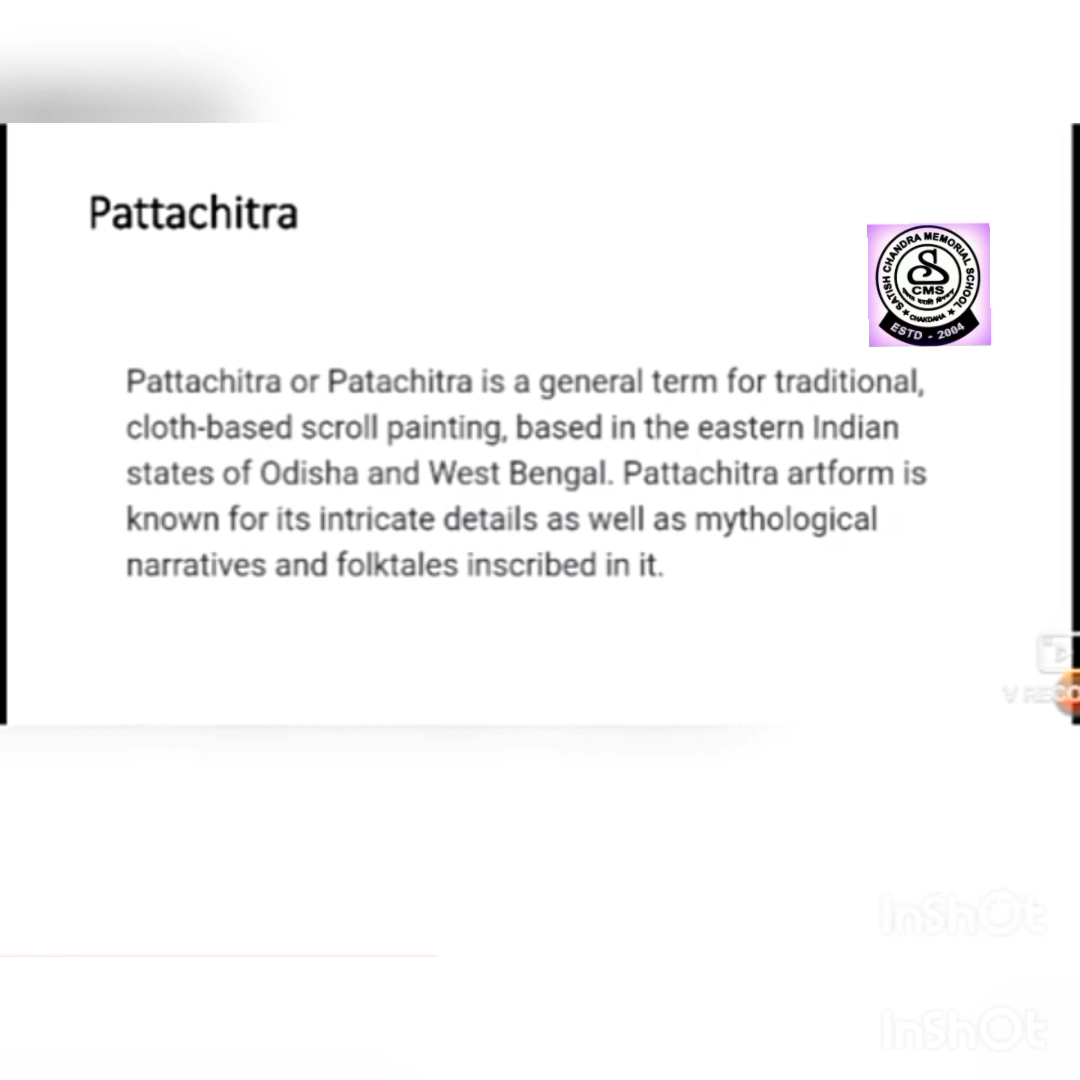 Pattachitra
SATISH CHANDRA MEMORIAL SCHOOL
S
CMS
★ CHAKDAHA ★
ESTD - 2004
Pattachitra or Patachitra is a general term for traditional,
cloth-based scroll painting, based in the eastern Indian
states of Odisha and West Bengal. Pattachitra artform is
known for its intricate details as well as mythological
narratives and folktales inscribed in it.
V RECO
InShOt
InShOt